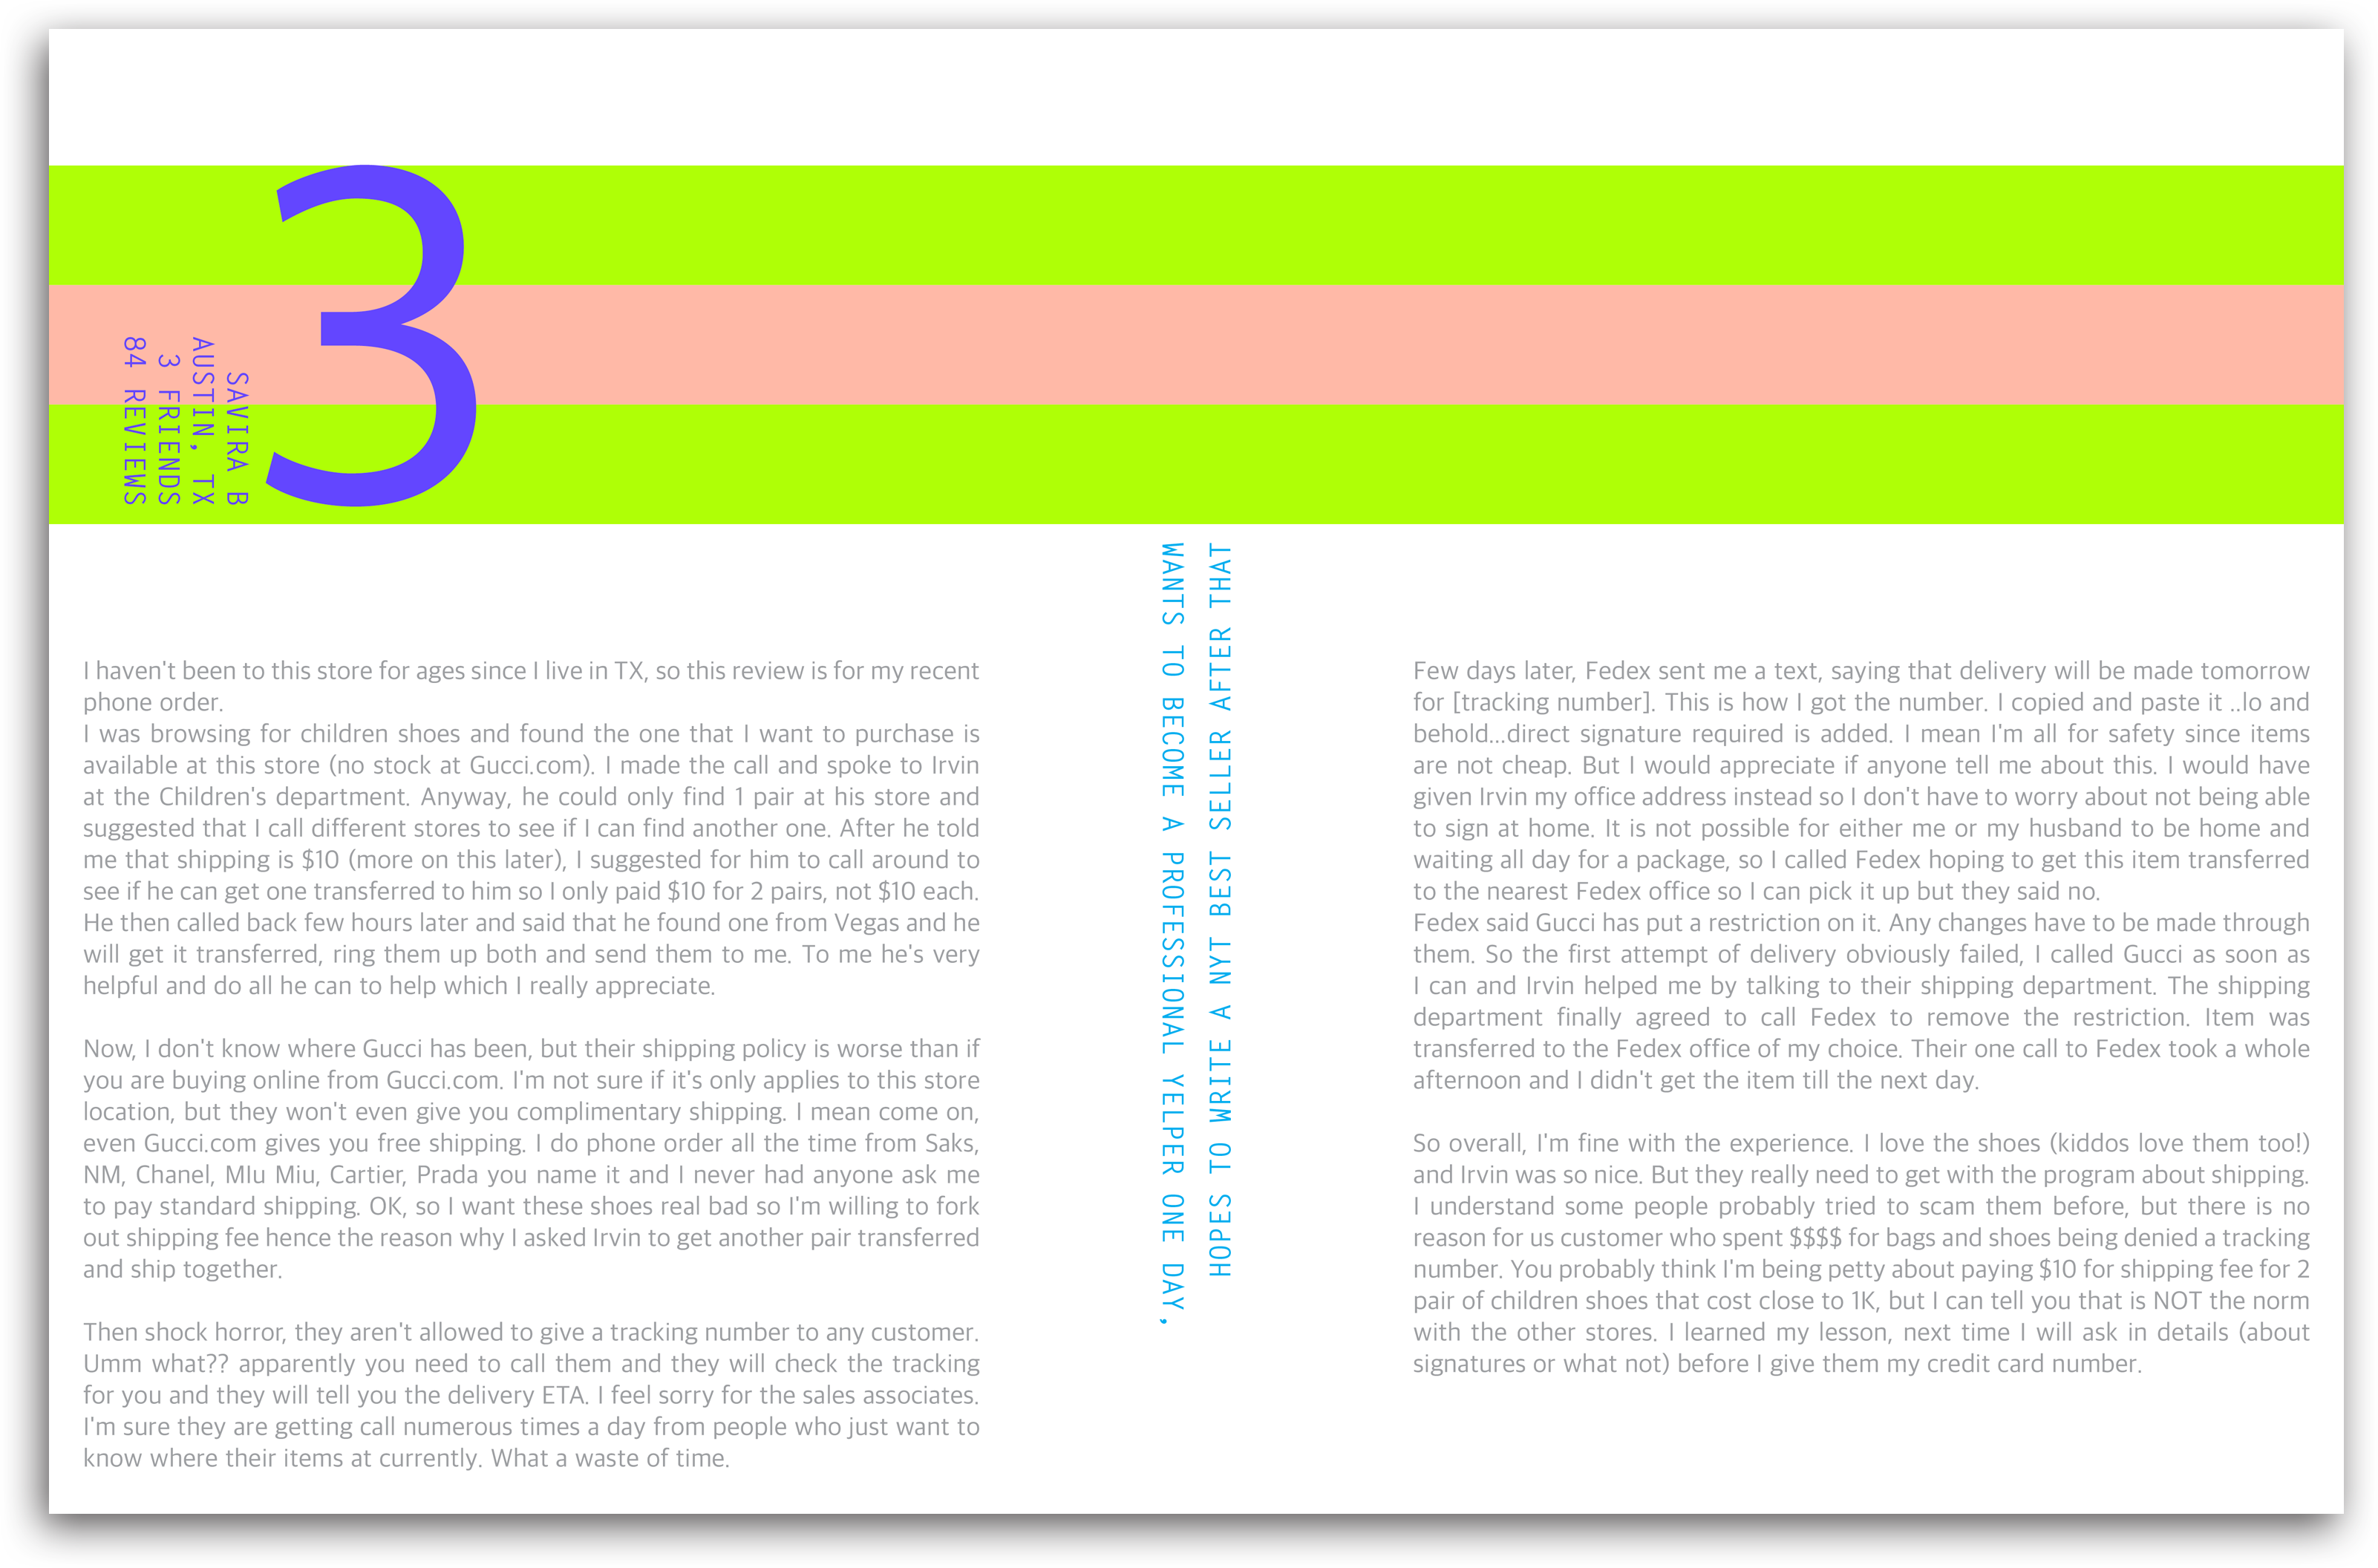 3
SAVIRA B
AUSTIN, TX
3 FRIENDS
84 REVIEWS
I haven't been to this store for ages since I live in TX, so this review is for my recent
phone order.
I was browsing for children shoes and found the one that I want to purchase is
available at this store (no stock at Gucci.com). I made the call and spoke to Irvin
at the Children's department. Anyway, he could only find 1 pair at his store and
suggested that I call different stores to see if I can find another one. After he told
me that shipping is $10 (more on this later), I suggested for him to call around to
see if he can get one transferred to him so I only paid $10 for 2 pairs, not $10 each.
He then called back few hours later and said that he found one from Vegas and he
will get it transferred, ring them up both and send them to me. To me he's very
helpful and do all he can to help which I really appreciate.
Now, I don't know where Gucci has been, but their shipping policy is worse than if
you are buying online from Gucci.com. I'm not sure if it's only applies to this store
location, but they won't even give you complimentary shipping. I mean come on,
even Gucci.com gives you free shipping. I do phone order all the time from Saks,
NM, Chanel, MIu Miu, Cartier, Prada you name it and I never had anyone ask me
to pay standard shipping. OK, so I want these shoes real bad so I'm willing to fork
out shipping fee hence the reason why I asked Irvin to get another pair transferred
and ship together.
Then shock horror, they aren't allowed to give a tracking number to any customer.
Umm what?? apparently you need to call them and they will check the tracking
for you and they will tell you the delivery ETA. I feel sorry for the sales associates.
I'm sure they are getting call numerous times a day from people who just want to
know where their items at currently. What a waste of time.
WANTS TO BECOME A PROFESSIONAL YELPER ONE DAY,
HOPES TO WRITE A NYT BEST SELLER AFTER THAT
Few days later, Fedex sent me a text, saying that delivery will be made tomorrow
for [tracking number]. This is how I got the number. I copied and paste it ..lo and
behold...direct signature required is added. I mean I'm all for safety since items
are not cheap. But I would appreciate if anyone tell me about this. I would have
given Irvin my office address instead so I don't have to worry about not being able
to sign at home. It is not possible for either me or my husband to be home and
waiting all day for a package, so I called Fedex hoping to get this item transferred
to the nearest Fedex office so I can pick it up but they said no.
Fedex said Gucci has put a restriction on it. Any changes have to be made through
them. So the first attempt of delivery obviously failed, I called Gucci as soon as
I can and Irvin helped me by talking to their shipping department. The shipping
department finally agreed to call Fedex to remove the restriction. Item was
transferred to the Fedex office of my choice. Their one call to Fedex took a whole
afternoon and I didn't get the item till the next day.
So overall, I'm fine with the experience. I love the shoes (kiddos love them too!)
and Irvin was so nice. But they really need to get with the program about shipping.
I understand some people probably tried to scam them before, but there is no
reason for us customer who spent $$$$ for bags and shoes being denied a tracking
number. You probably think I'm being petty about paying $10 for shipping fee for 2
pair of children shoes that cost close to 1K, but I can tell you that is NOT the norm
with the other stores. I learned my lesson, next time I will ask in details (about
signatures or what not) before I give them my credit card number.